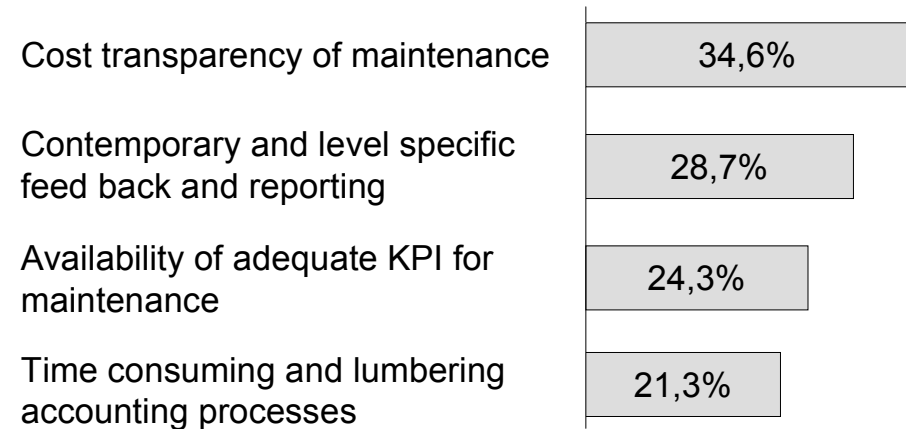 Cost transparency of maintenance
34,6%
Contemporary and level specific
feed back and reporting
28,7%
Availability of adequate KPI for
maintenance
24,3%
Time consuming and lumbering
accounting processes
21,3%